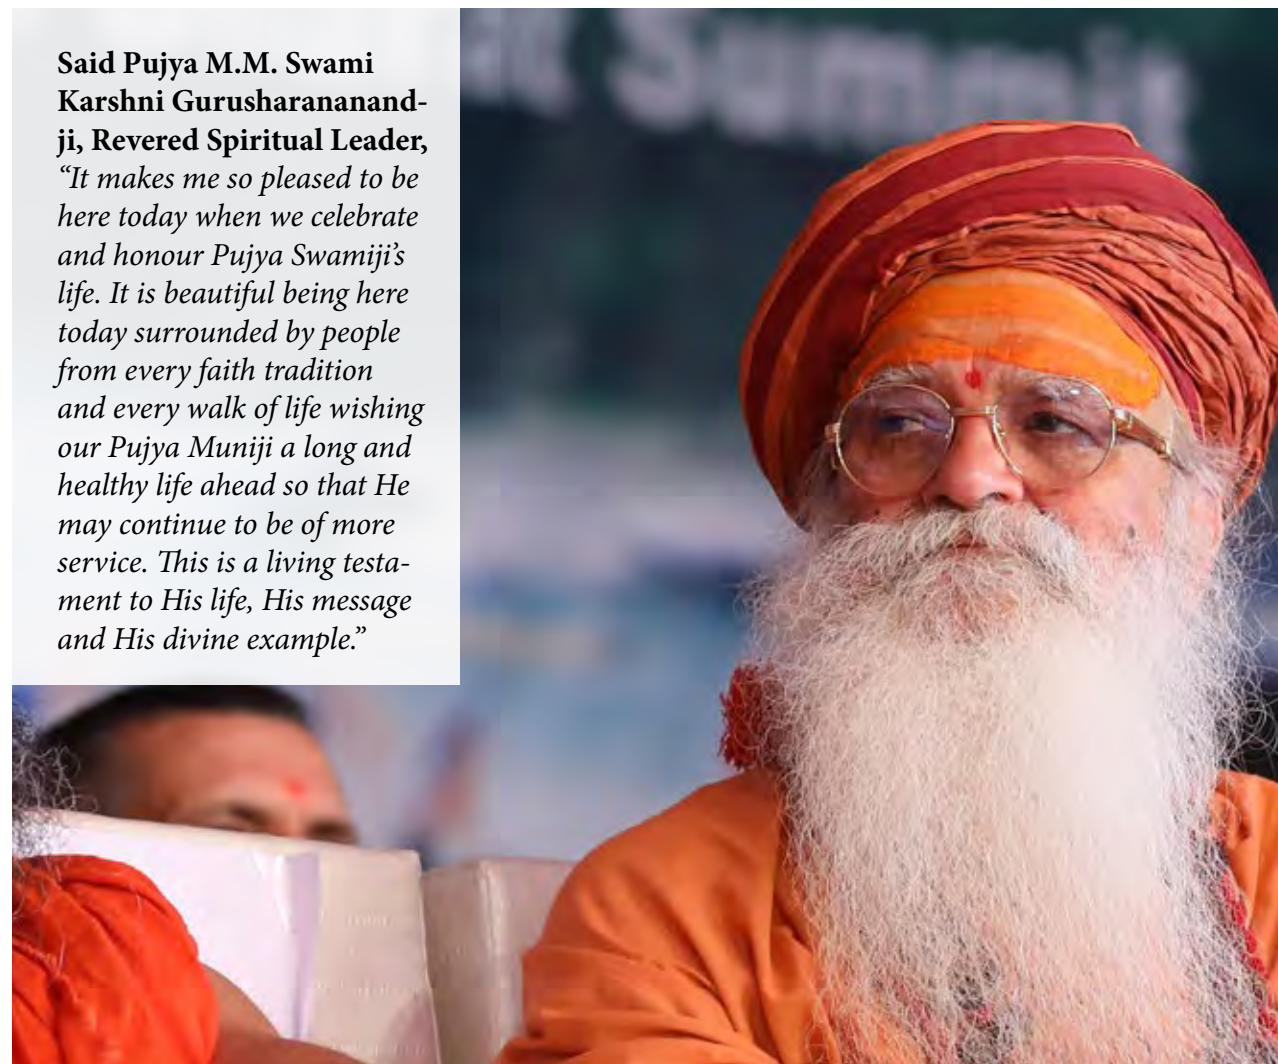 Said Pujya M.M. Swami
Karshni Gurusharananand-
ji, Revered Spiritual Leader,
“It makes me so pleased to be
here today when we celebrate
and honour Pujya Swamiji’s
life. It is beautiful being here
today surrounded by people
from every faith tradition
and every walk of life wishing
our Pujya Muniji a long and
healthy life ahead so that He
may continue to be of more
service. This is a living testa-
ment to His life, His message
and His divine example.”
Summit